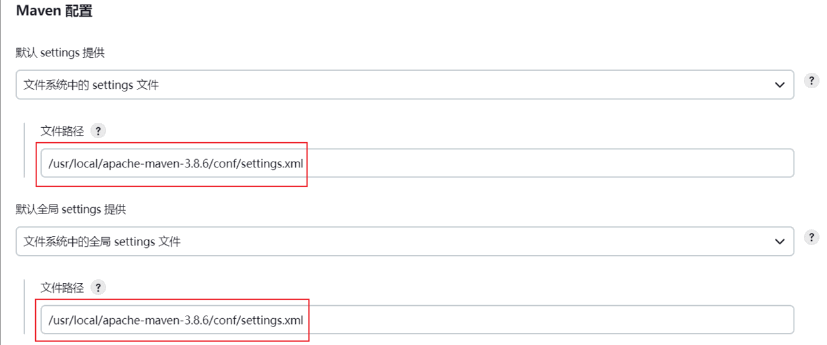 Maven 配置
默认 settings 提供
文件系统中的 settings 文件
?
文件路径 ?
/usr/local/apache-maven-3.8.6/conf/settings.xml
默认全局 settings 提供
文件系统中的全局 settings 文件
?
文件路径 ?
/usr/local/apache-maven-3.8.6/conf/settings.xml